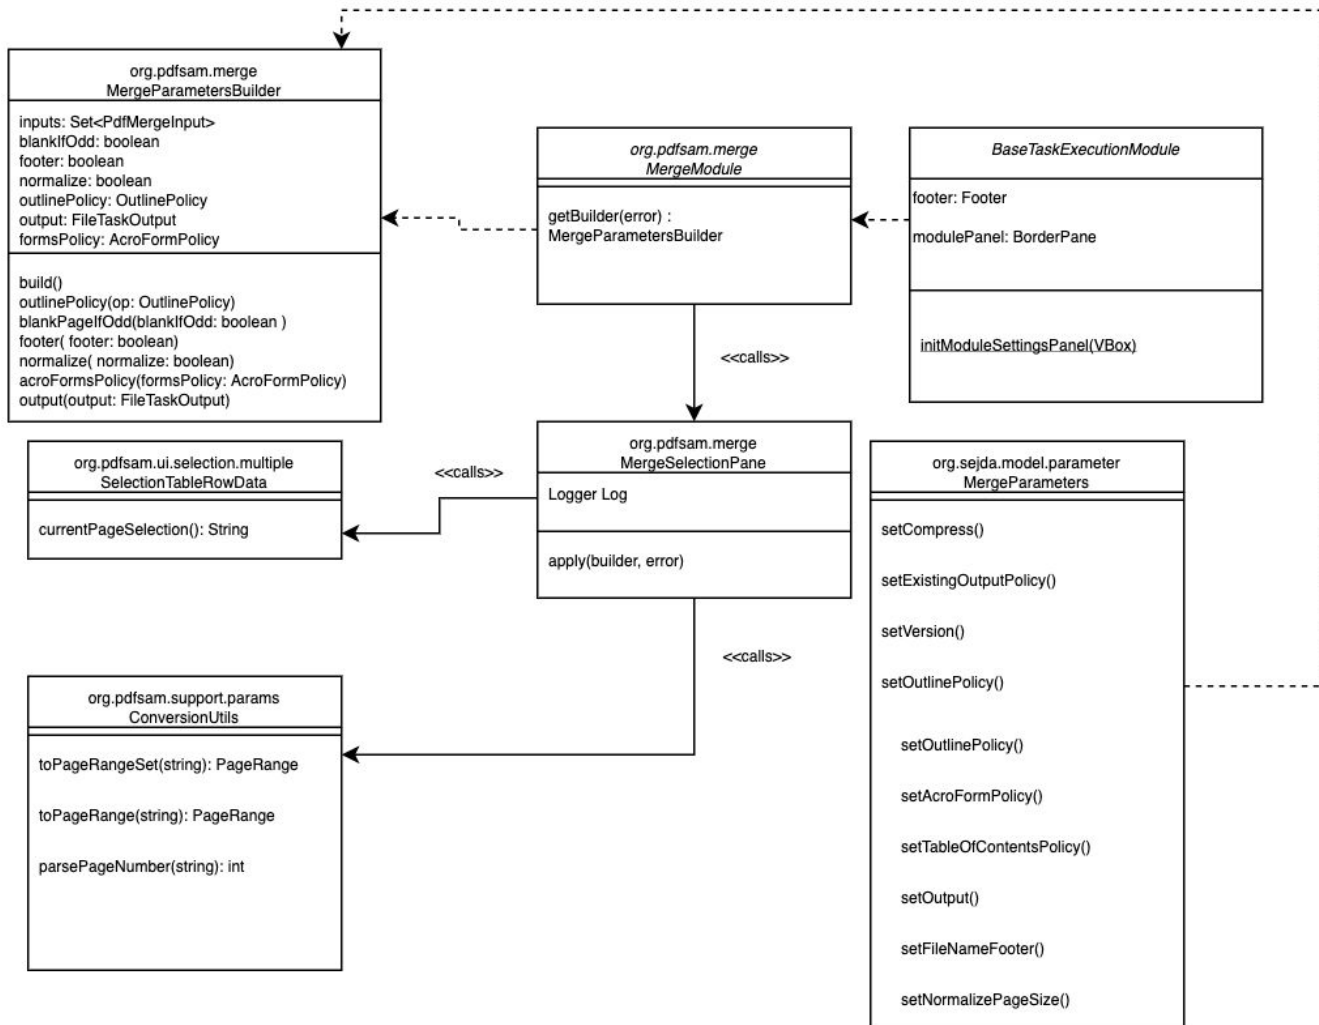 org.pdfsam.merge
MergeParametersBuilder
inputs: Set<PdfMergeInput>
blankIfOdd: boolean
footer: boolean
normalize: boolean
outlinePolicy: OutlinePolicy
output: FileTaskOutput
formsPolicy: AcroFormPolicy
build()
outlinePolicy(op: OutlinePolicy)
blankPageIfOdd(blankIfOdd: boolean )
footer( footer: boolean)
normalize( normalize: boolean)
acroFormsPolicy(formsPolicy: AcroFormPolicy)
output(output: FileTaskOutput)
org.pdfsam.merge
MergeModule
getBuilder(error) :
MergeParametersBuilder
BaseTaskExecutionModule
footer: Footer
modulePanel: BorderPane
initModuleSettingsPanel(VBox)
<<calls>>
org.pdfsam.ui.selection.multiple
SelectionTableRowData
currentPageSelection(): String
<<calls>>
org.pdfsam.merge
MergeSelectionPane
Logger Log
apply(builder, error)
<<calls>>
org.pdfsam.support.params
ConversionUtils
toPageRangeSet(string): PageRange
toPageRange(string): PageRange
parsePageNumber(string): int
org.sejda.model.parameter
MergeParameters
setCompress()
setExistingOutputPolicy()
setVersion()
setOutlinePolicy()
setOutlinePolicy()
setAcroFormPolicy()
setTableOfContentsPolicy()
setOutput()
setFileNameFooter()
setNormalizePageSize()